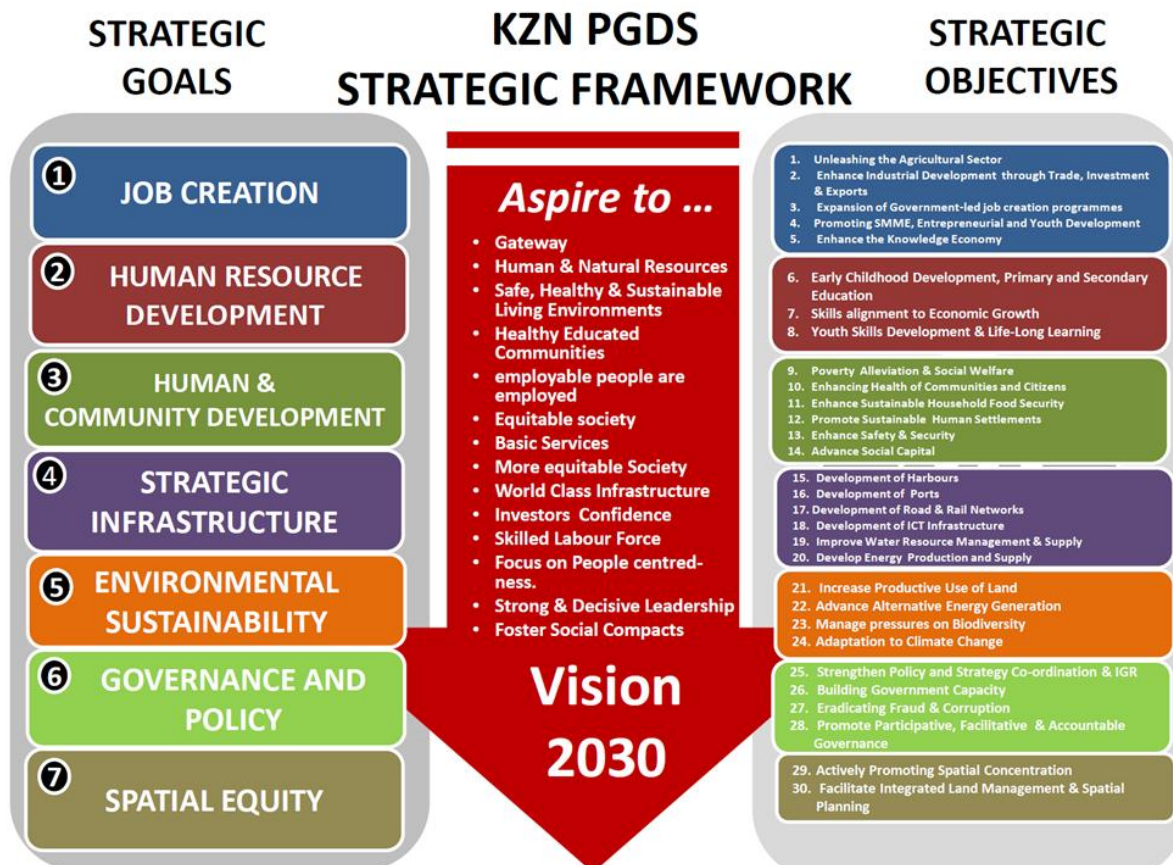 STRATEGIC
GOALS
KZN PGDS
STRATEGIC FRAMEWORK
STRATEGIC
OBJECTIVES
1
JOB CREATION
2
HUMAN RESOURCE
DEVELOPMENT
3
HUMAN &
COMMUNITY DEVELOPMENT
4
STRATEGIC
INFRASTRUCTURE
5
ENVIRONMENTAL
SUSTAINABILITY
6
GOVERNANCE AND
POLICY
7
SPATIAL EQUITY
Aspire to ...
• Gateway
• Human & Natural Resources
• Safe, Healthy & Sustainable
Living Environments
• Healthy Educated
Communities
• employable people are
employed
• Equitable society
• Basic Services
• More equitable Society
• World Class Infrastructure
• Investors Confidence
• Skilled Labour Force
• Focus on People centred-
ness.
• Strong & Decisive Leadership
• Foster Social Compacts
Vision
2030
1. Unleashing the Agricultural Sector
2. Enhance Industrial Development through Trade, Investment
& Exports
3. Expansion of Government-led job creation programmes
4. Promoting SMME, Entrepreneurial and Youth Development
5. Enhance the Knowledge Economy
6. Early Childhood Development, Primary and Secondary
Education
7. Skills alignment to Economic Growth
8. Youth Skills Development & Life-Long Learning
9. Poverty Alleviation & Social Welfare
10. Enhancing Health of Communities and Citizens
11. Enhance Sustainable Household Food Security
12. Promote Sustainable Human Settlements
13. Enhance Safety & Security
14. Advance Social Capital
15. Development of Harbours
16. Development of Ports
17. Development of Road & Rail Networks
18. Development of ICT Infrastructure
19. Improve Water Resource Management & Supply
20. Develop Energy Production and Supply
21. Increase Productive Use of Land
22. Advance Alternative Energy Generation
23. Manage pressures on Biodiversity
24. Adaptation to Climate Change
25. Strengthen Policy and Strategy Co-ordination & IGR
26. Building Government Capacity
27. Eradicating Fraud & Corruption
28. Promote Participative, Facilitative & Accountable
Governance
29. Actively Promoting Spatial Concentration
30. Facilitate Integrated Land Management & Spatial
Planning